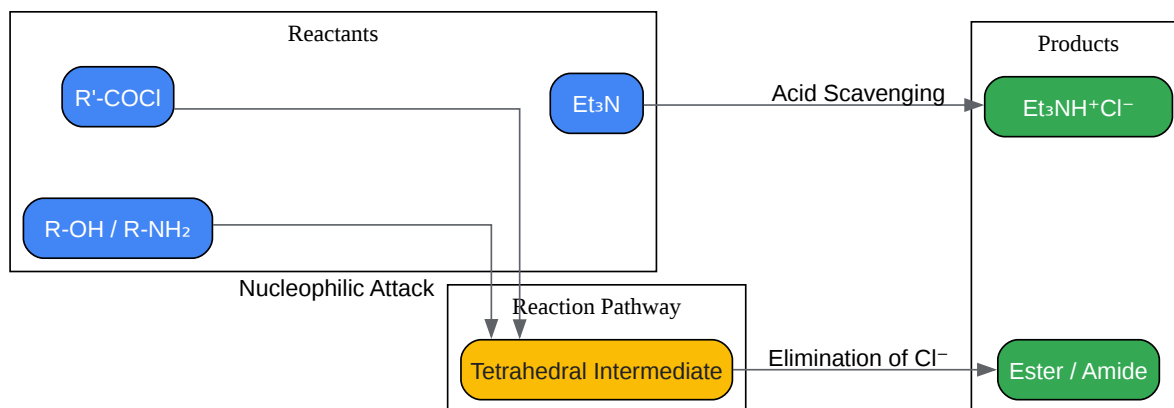 Reactants
Products
R'-COCl
Et₃N
Acid Scavenging
Et₃NH⁺Cl⁻
R-OH / R-NH₂
Nucleophilic Attack
Reaction Pathway
Tetrahedral Intermediate
Elimination of Cl⁻
Ester / Amide